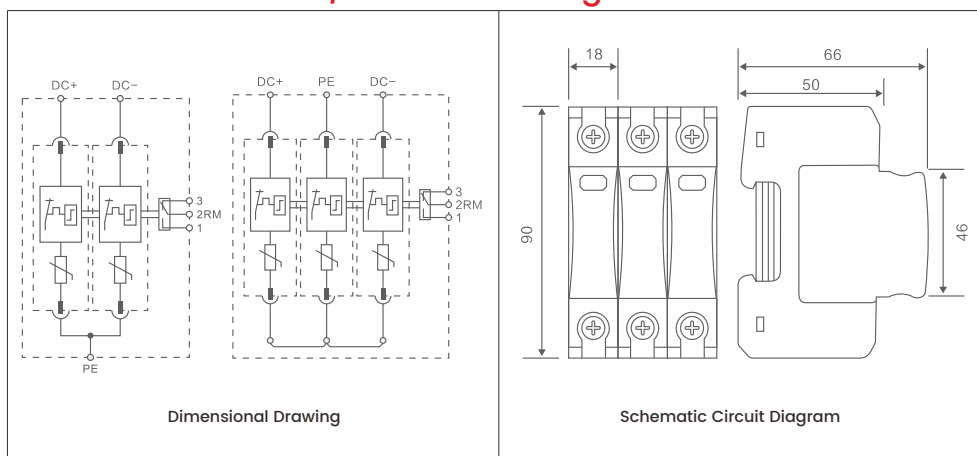 DC+ DC−
3
2RM
1
PE
DC+ PE DC−
3
2RM
1
Dimensional Drawing
18
90
66
50
46
Schematic Circuit Diagram